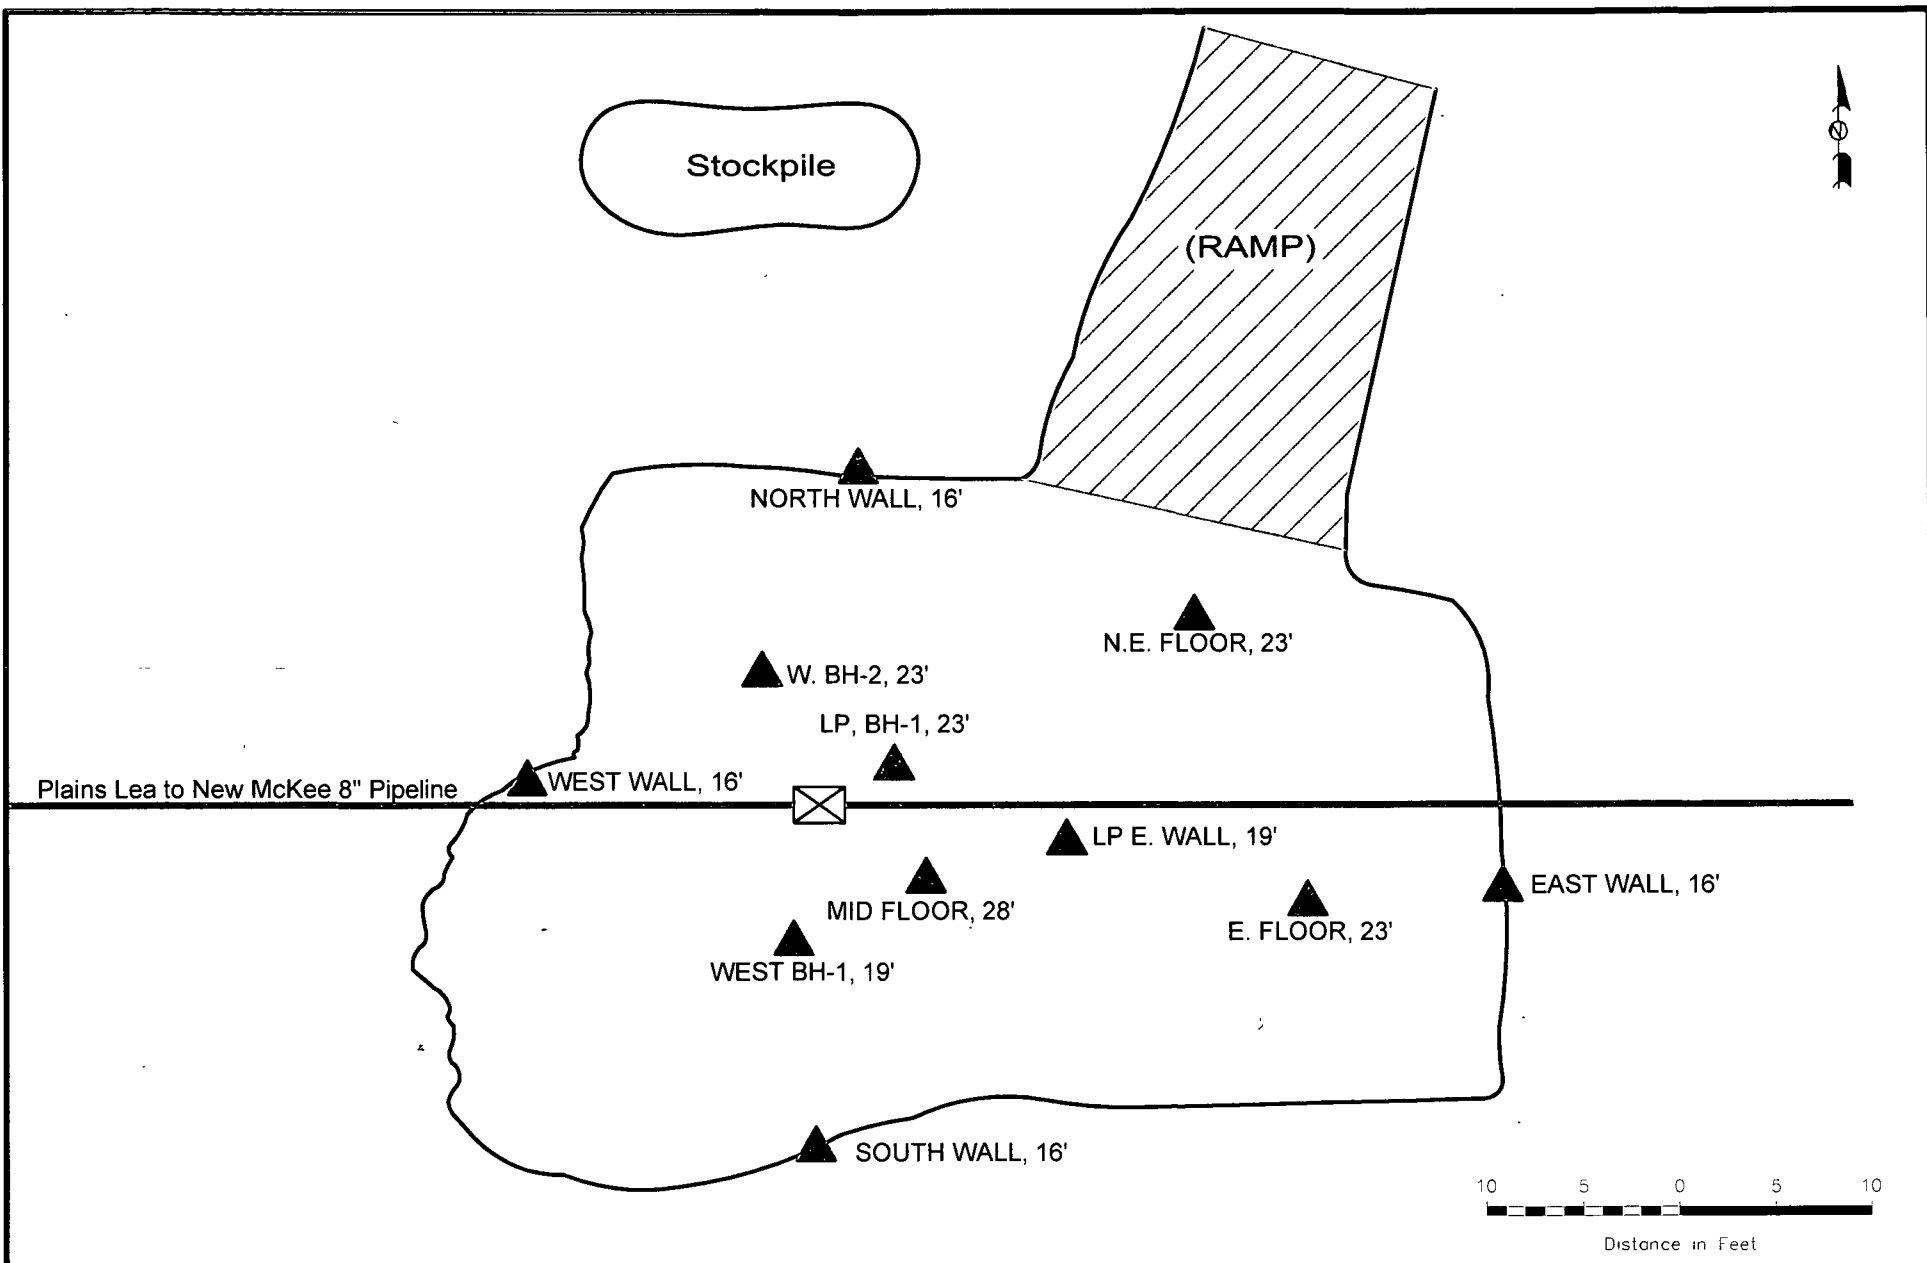 Stockpile
(RAMP)
N
NORTH WALL, 16'
N.E. FLOOR, 23'
W. BH-2, 23'
LP, BH-1, 23'
WEST WALL, 16'
Plains Lea to New McKee 8" Pipeline
LP E. WALL, 19'
EAST WALL, 16'
MID FLOOR, 28'
E. FLOOR, 23'
WEST BH-1, 19'
SOUTH WALL, 16'
10 5 0 5 10
Distance in Feet